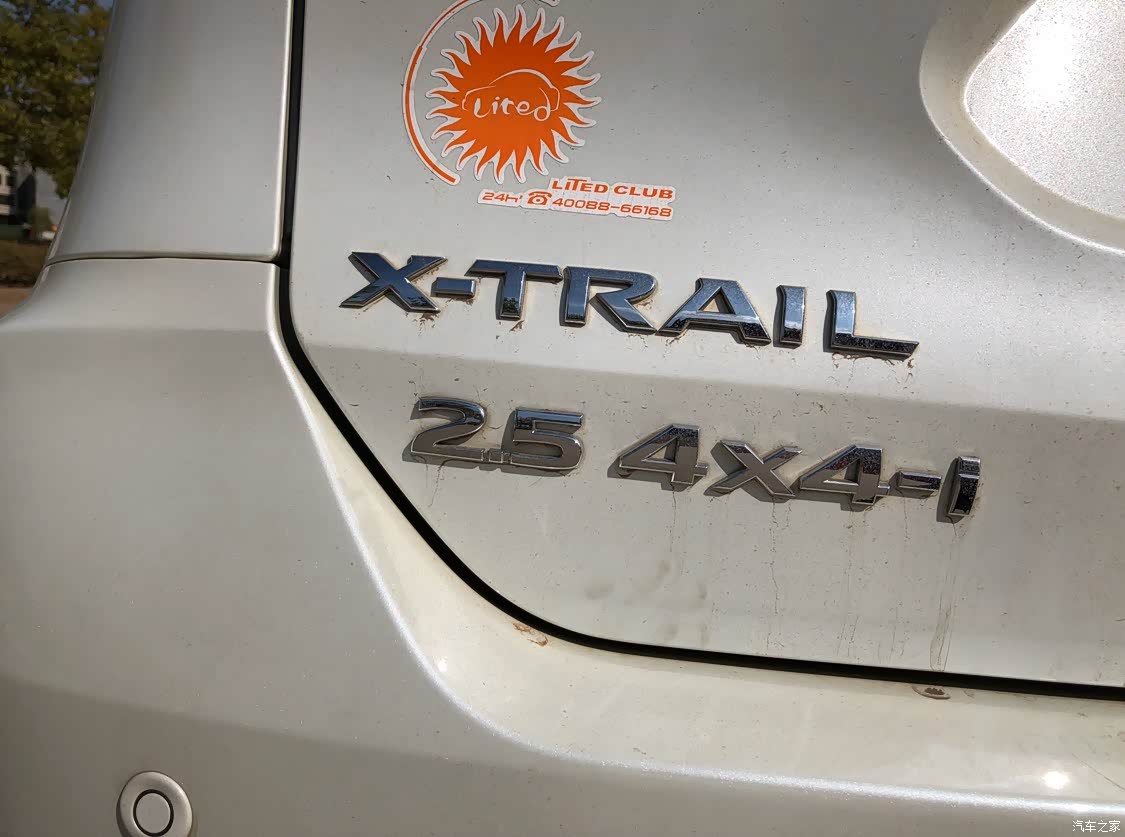 Lited
LITED CLUB
24H' ☎ 40088-66168
X-TRAIL
2.5 4x4-i
汽车之家